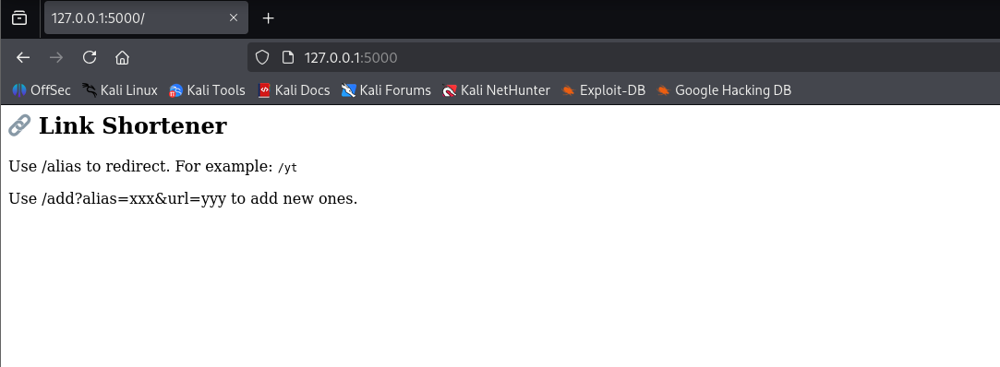 127.0.0.1:5000/
127.0.0.1:5000
OffSec Kali Linux Kali Tools Kali Docs Kali Forums Kali NetHunter Exploit-DB Google Hacking DB
🔗 Link Shortener
Use /alias to redirect. For example: /yt
Use /add?alias=xxx&url=yyy to add new ones.